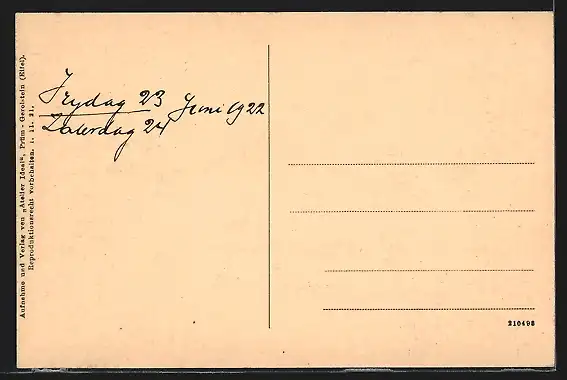 Aufnahme und Verlag von „Atelier Ideal“, Prüm-Gerolstein (Eifel).
Reproduktionsrecht vorbehalten. 1. 11. 21.
Frydag 23 Juni 1922
Zaterdag 24
210498